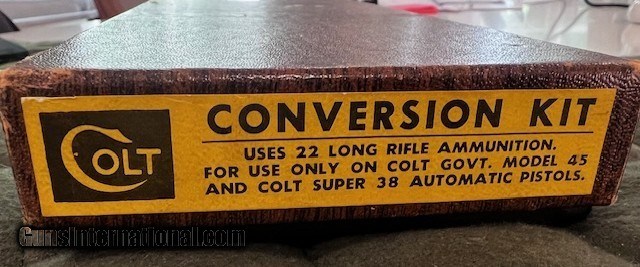 COLT
CONVERSION KIT
USES 22 LONG RIFLE AMMUNITION.
FOR USE ONLY ON COLT GOVT. MODEL 45
AND COLT SUPER 38 AUTOMATIC PISTOLS.
GunsInternational.com